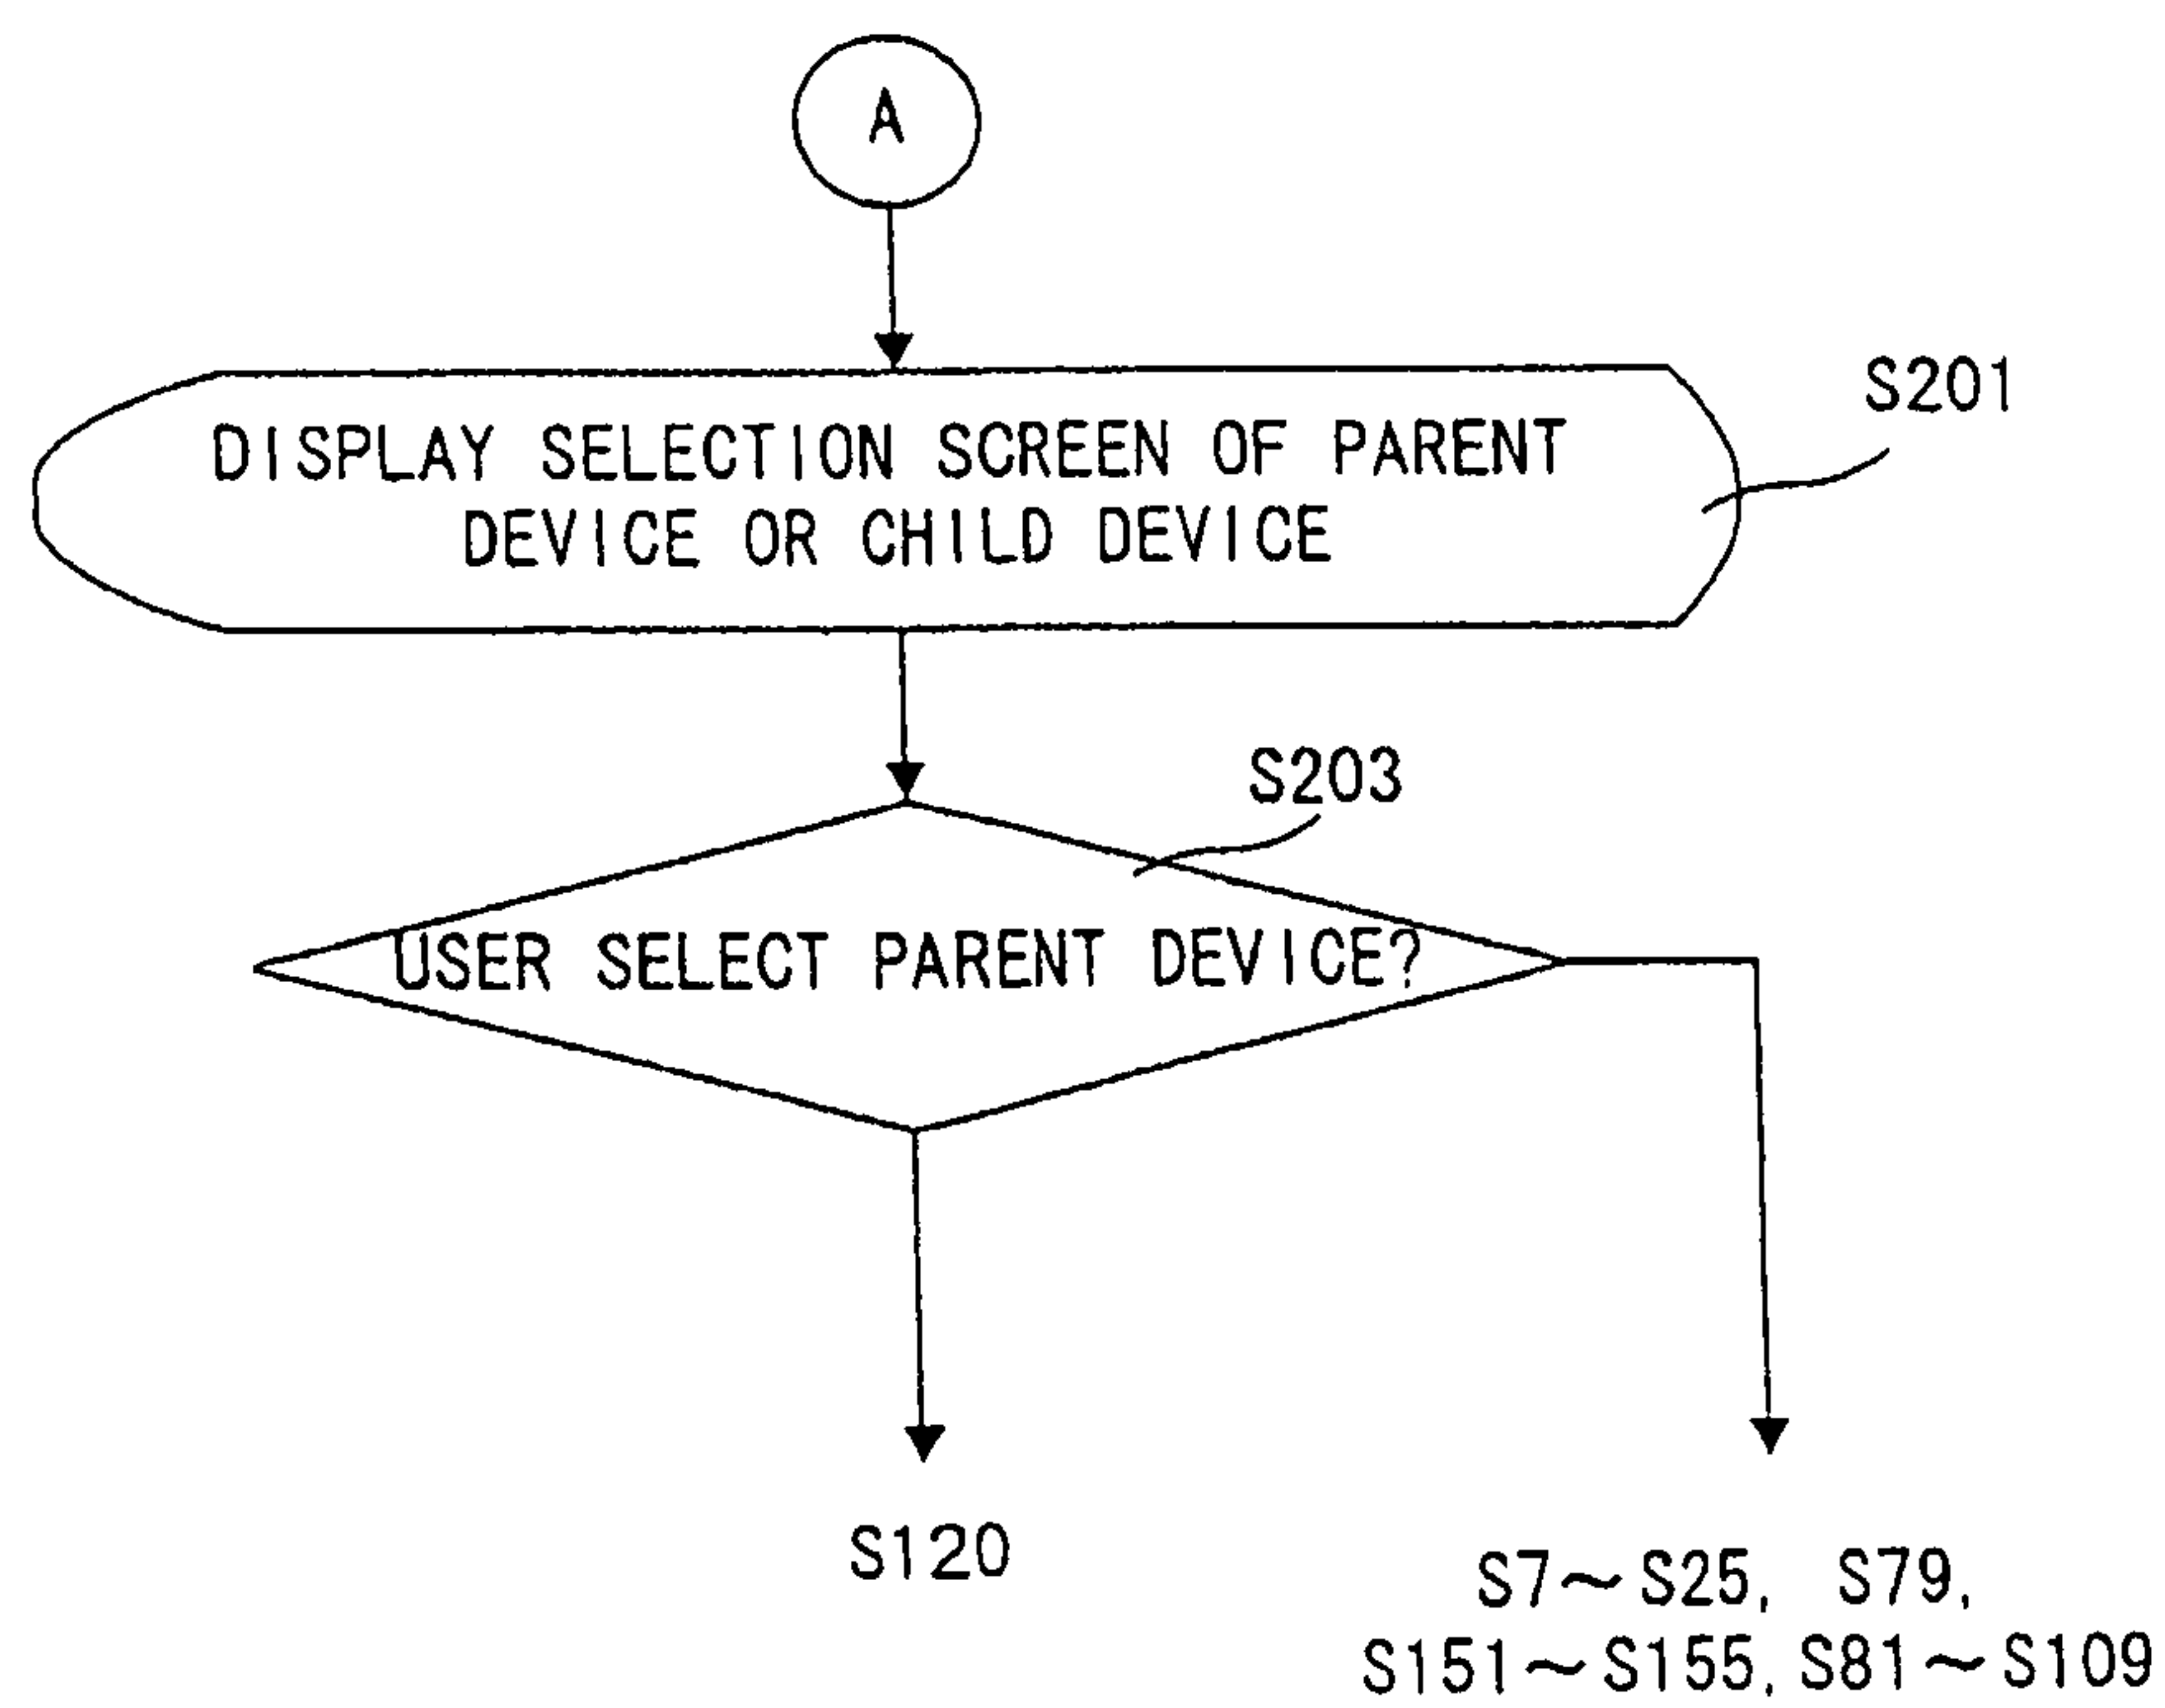 A
S201
DISPLAY SELECTION SCREEN OF PARENT
DEVICE OR CHILD DEVICE
S203
USER SELECT PARENT DEVICE?
S120
S7～S25, S79,
S151～S155, S81～S109